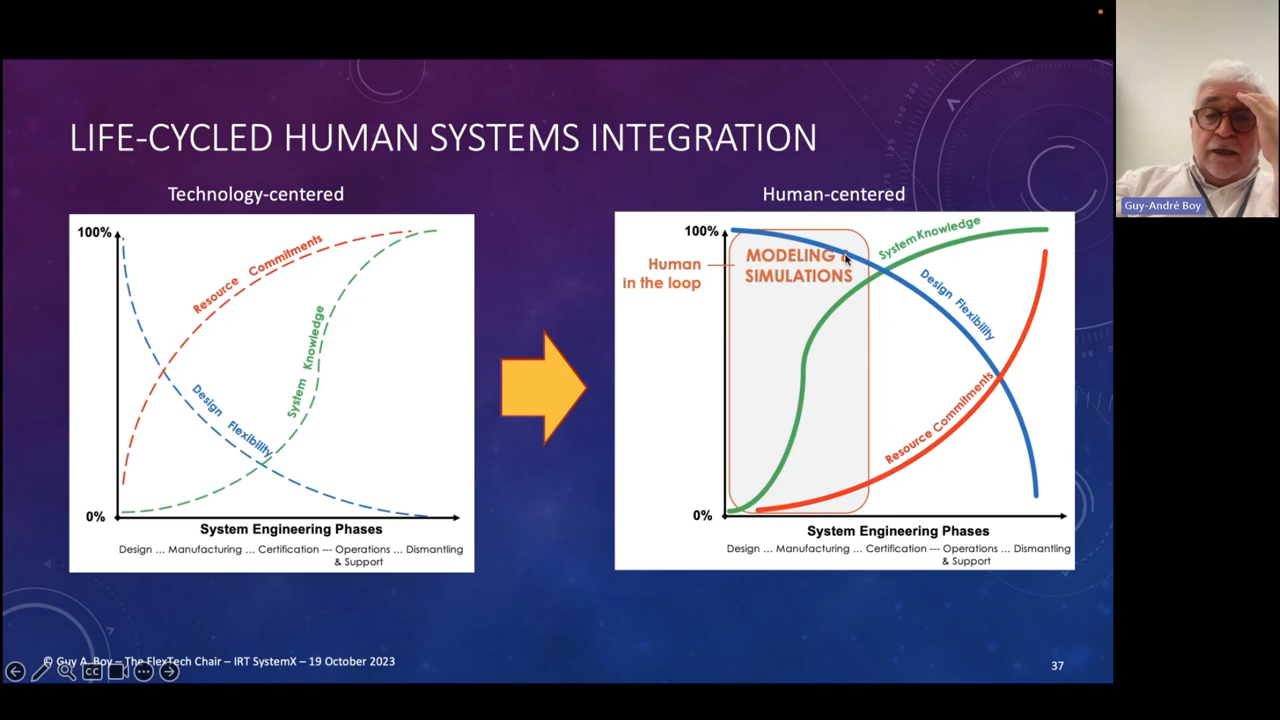 LIFE-CYCLED HUMAN SYSTEMS INTEGRATION
Technology-centered
100%
Resource Commitments
System Knowledge
Design Flexibility
0%
System Engineering Phases
Design ... Manufacturing ... Certification --- Operations ... Dismantling
& Support
Human-centered
100%
Human
in the loop
MODELING &
SIMULATIONS
System Knowledge
Design Flexibility
Resource Commitments
0%
System Engineering Phases
Design ... Manufacturing ... Certification --- Operations ... Dismantling
& Support
© Guy A. Boy – The FlexTech Chair – IRT SystemX – 19 October 2023
CC
37
Guy-André Boy